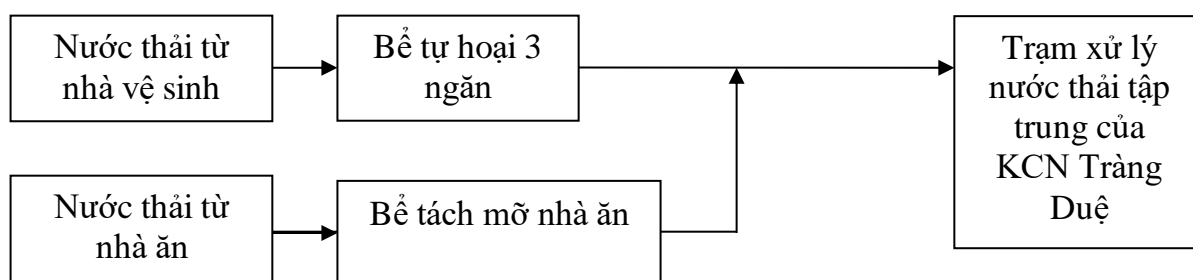 Nước thải từ
nhà vệ sinh
Bể tự hoại 3
ngăn
Trạm xử lý
nước thải tập
trung của
KCN Tràng
Duệ
Nước thải từ
nhà ăn
Bể tách mỡ nhà ăn